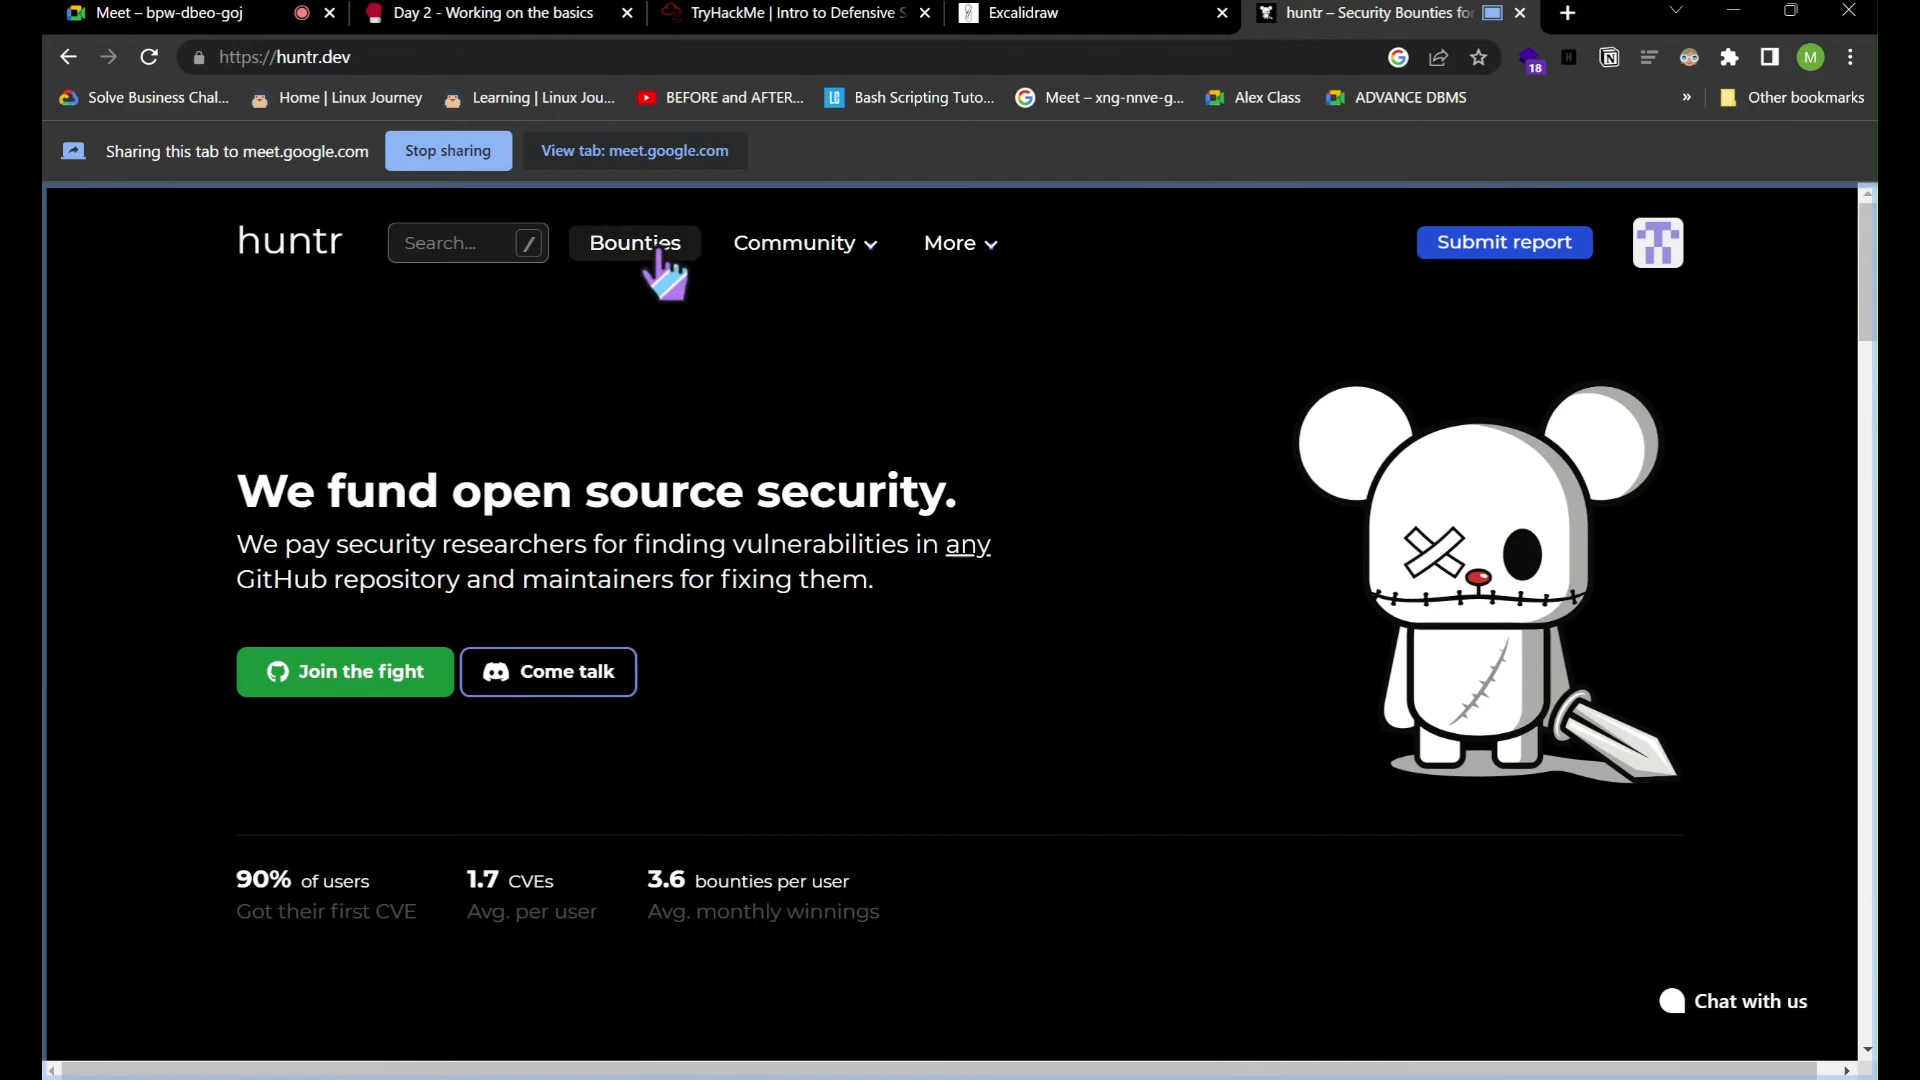 Meet – bpw-dbeo-goj
Day 2 - Working on the basics
TryHackMe | Intro to Defensive S
Excalidraw
huntr – Security Bounties for
https://huntr.dev
18
M
Solve Business Chal...
Home | Linux Journey
Learning | Linux Jou...
BEFORE and AFTER...
LC
Bash Scripting Tuto...
Meet – xng-nnve-g...
Alex Class
ADVANCE DBMS
»
Other bookmarks
Sharing this tab to meet.google.com
Stop sharing
View tab: meet.google.com
huntr
Search...
/
Bounties
Community
More
Submit report
We fund open source security.
We pay security researchers for finding vulnerabilities in any
GitHub repository and maintainers for fixing them.
Join the fight
Come talk
90% of users
Got their first CVE
1.7 CVEs
Avg. per user
3.6 bounties per user
Avg. monthly winnings
Chat with us